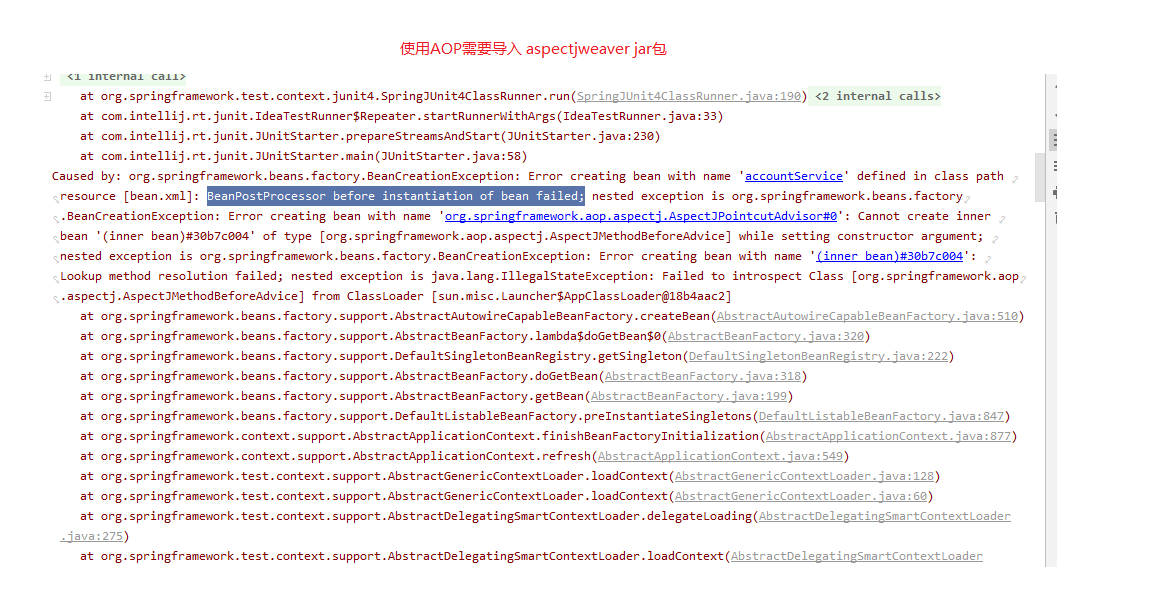 使用AOP需要导入 aspectjweaver jar包
<1 internal call>
at org.springframework.test.context.junit4.SpringJUnit4ClassRunner.run(SpringJUnit4ClassRunner.java:190) <2 internal calls>
at com.intellij.rt.junit.IdeaTestRunner$Repeater.startRunnerWithArgs(IdeaTestRunner.java:33)
at com.intellij.rt.junit.JUnitStarter.prepareStreamsAndStart(JUnitStarter.java:230)
at com.intellij.rt.junit.JUnitStarter.main(JUnitStarter.java:58)
Caused by: org.springframework.beans.factory.BeanCreationException: Error creating bean with name 'accountService' defined in class path
resource [bean.xml]: BeanPostProcessor before instantiation of bean failed; nested exception is org.springframework.beans.factory
.BeanCreationException: Error creating bean with name 'org.springframework.aop.aspectj.AspectJPointcutAdvisor#0': Cannot create inner
bean '(inner bean)#30b7c004' of type [org.springframework.aop.aspectj.AspectJMethodBeforeAdvice] while setting constructor argument;
nested exception is org.springframework.beans.factory.BeanCreationException: Error creating bean with name '(inner bean)#30b7c004':
Lookup method resolution failed; nested exception is java.lang.IllegalStateException: Failed to introspect Class [org.springframework.aop
.aspectj.AspectJMethodBeforeAdvice] from ClassLoader [sun.misc.Launcher$AppClassLoader@18b4aac2]
at org.springframework.beans.factory.support.AbstractAutowireCapableBeanFactory.createBean(AbstractAutowireCapableBeanFactory.java:510)
at org.springframework.beans.factory.support.AbstractBeanFactory.lambda$doGetBean$0(AbstractBeanFactory.java:320)
at org.springframework.beans.factory.support.DefaultSingletonBeanRegistry.getSingleton(DefaultSingletonBeanRegistry.java:222)
at org.springframework.beans.factory.support.AbstractBeanFactory.doGetBean(AbstractBeanFactory.java:318)
at org.springframework.beans.factory.support.AbstractBeanFactory.getBean(AbstractBeanFactory.java:199)
at org.springframework.beans.factory.support.DefaultListableBeanFactory.preInstantiateSingletons(DefaultListableBeanFactory.java:847)
at org.springframework.context.support.AbstractApplicationContext.finishBeanFactoryInitialization(AbstractApplicationContext.java:877)
at org.springframework.context.support.AbstractApplicationContext.refresh(AbstractApplicationContext.java:549)
at org.springframework.test.context.support.AbstractGenericContextLoader.loadContext(AbstractGenericContextLoader.java:128)
at org.springframework.test.context.support.AbstractGenericContextLoader.loadContext(AbstractGenericContextLoader.java:60)
at org.springframework.test.context.support.AbstractDelegatingSmartContextLoader.delegateLoading(AbstractDelegatingSmartContextLoader
.java:275)
at org.springframework.test.context.support.AbstractDelegatingSmartContextLoader.loadContext(AbstractDelegatingSmartContextLoader